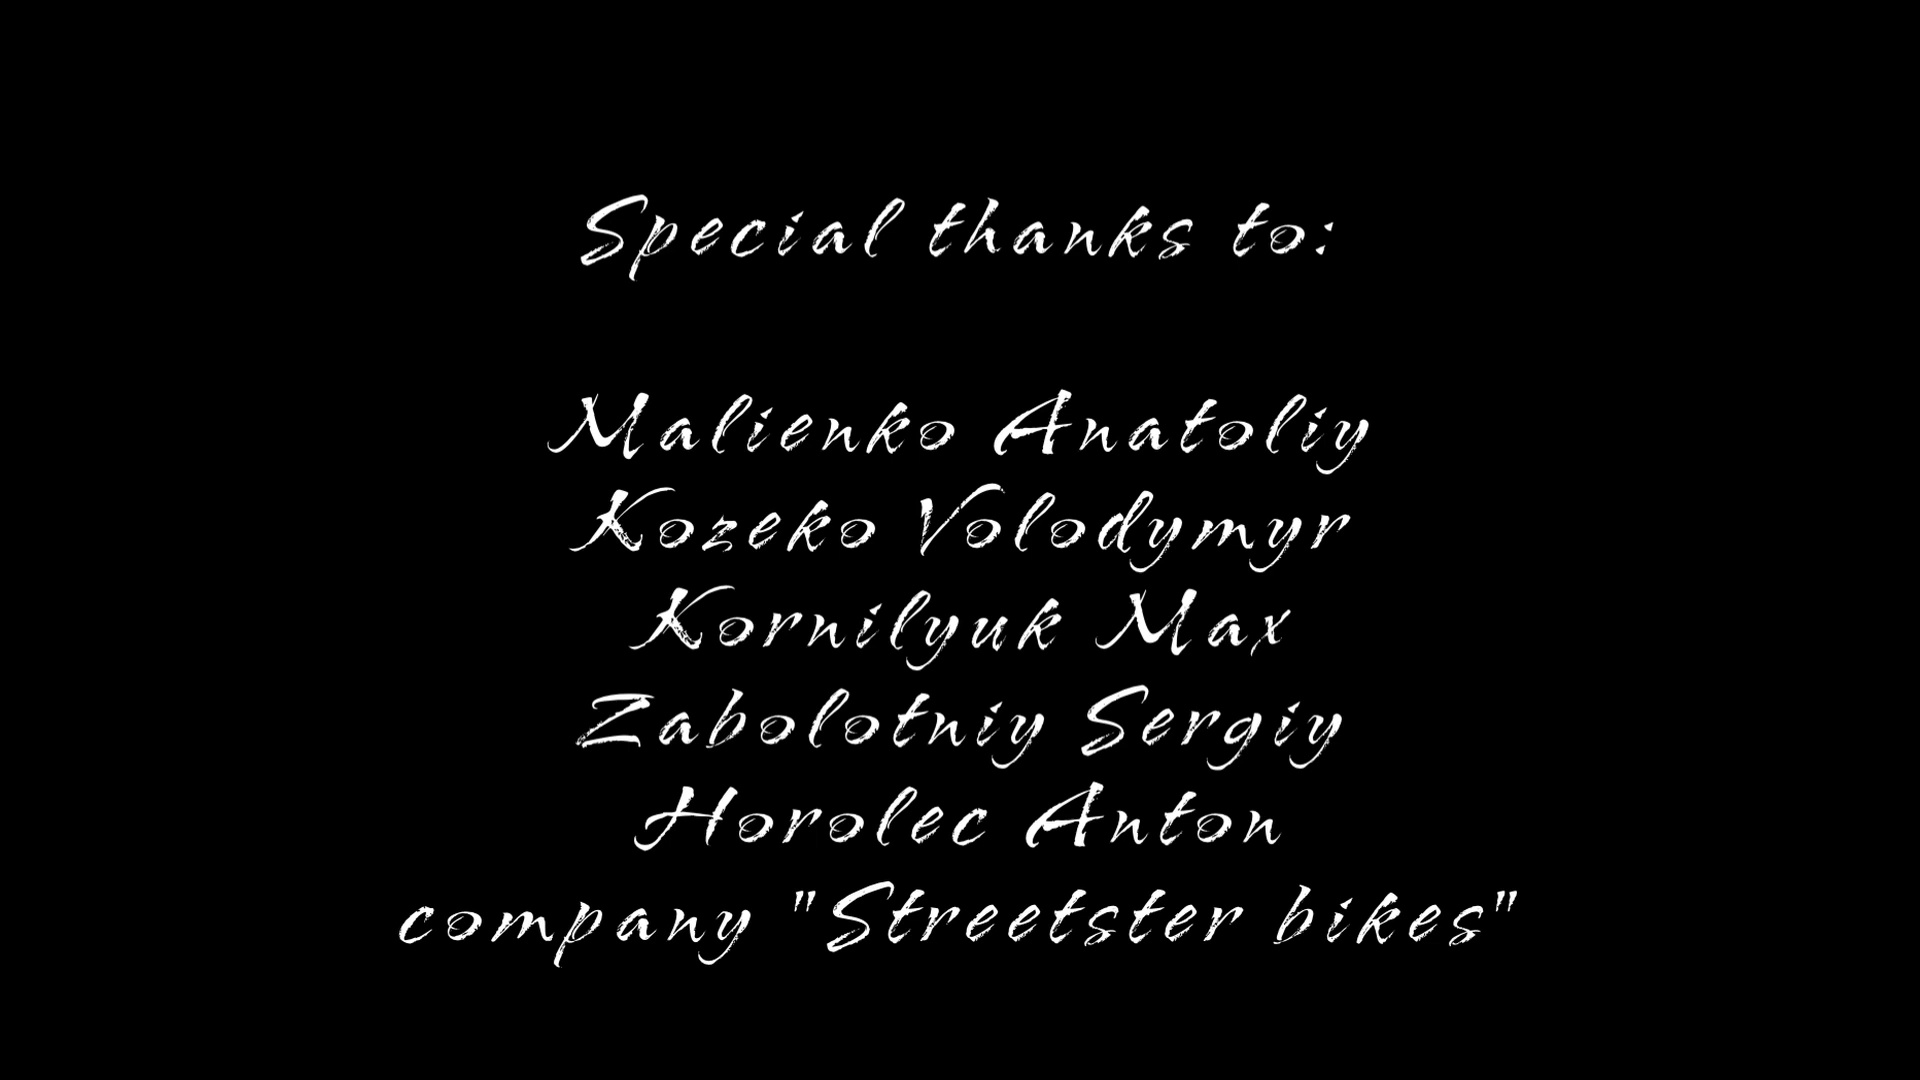 Special thanks to:
Malienko Anatoliy
Kozeko Volodymyr
Kornilyuk Max
Zabolotniy Sergiy
Horolec Anton
company "Streetster bikes"